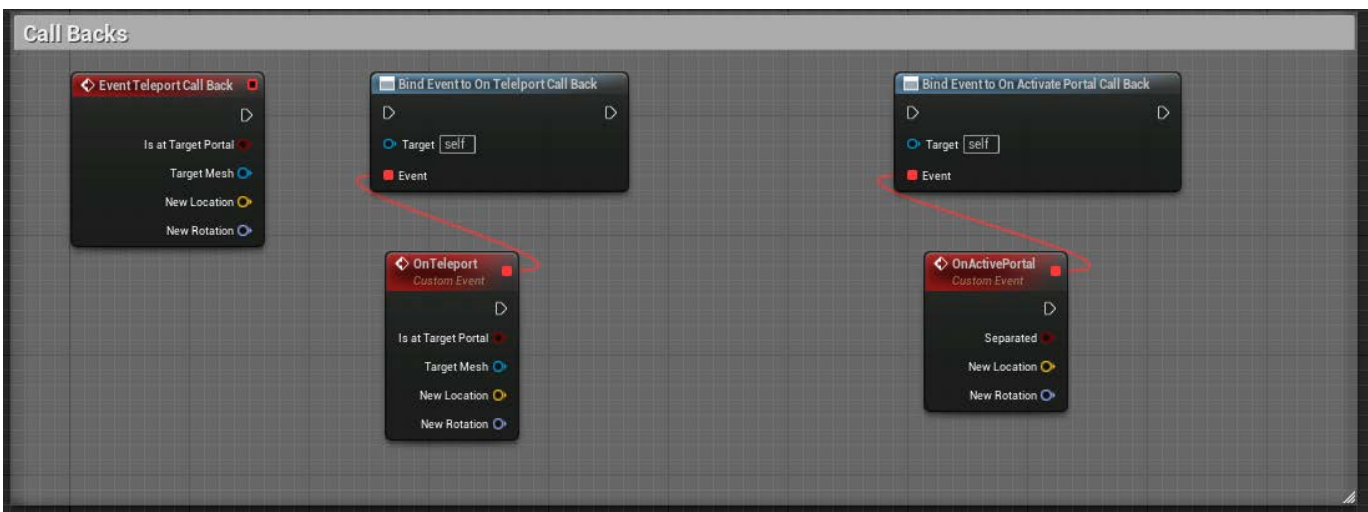 Call Backs
Event Teleport Call Back
Is at Target Portal
Target Mesh
New Location
New Rotation
Bind Event to On Telelport Call Back
Target self
Event
OnTeleport
Custom Event
Is at Target Portal
Target Mesh
New Location
New Rotation
Bind Event to On Activate Portal Call Back
Target self
Event
OnActivePortal
Custom Event
Separated
New Location
New Rotation